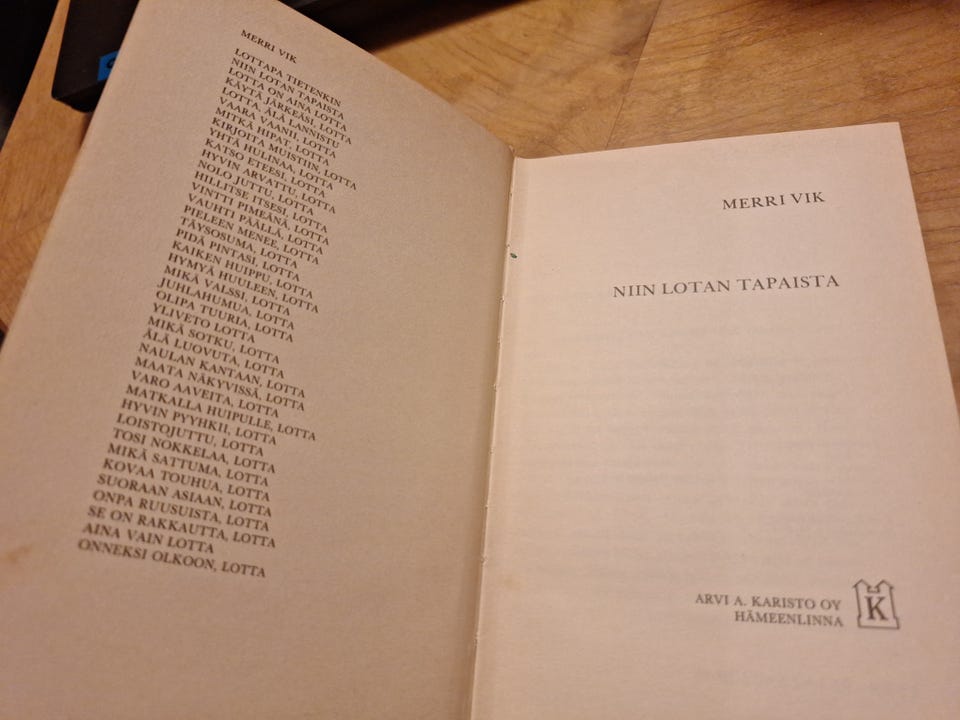 MERRI VIK
LOTTAPA TIETENKIN
NIIN LOTAN TAPAISTA
LOTTA ON AINA LOTTA
KÄYTÄ JÄRKEÄSI, LOTTA
LOTTA, ÄLÄ LANNISTU
VAARA VAANII, LOTTA
MITKÄ HIPAT, LOTTA
KIRJOITA MUISTIIN, LOTTA
YHTÄ HULINAA, LOTTA
KATSO ETEESI, LOTTA
HYVIN ARVATTU, LOTTA
NOLO JUTTU, LOTTA
HILLITSE ITSESI, LOTTA
VINTTI PIMEÄNÄ, LOTTA
VAUHTI PÄÄLLÄ, LOTTA
PIELEEN MENEE, LOTTA
TÄYSOSUMA, LOTTA
PIDÄ PINTASI, LOTTA
KAIKEN HUIPPU, LOTTA
HYMYÄ HUULEEN, LOTTA
MIKÄ VALSSI, LOTTA
JUHLAHUMUA, LOTTA
OLIPA TUURIA, LOTTA
YLIVETO LOTTA
MIKÄ SOTKU, LOTTA
ÄLÄ LUOVUTA, LOTTA
NAULAN KANTAAN, LOTTA
MAATA NÄKYVISSÄ, LOTTA
VARO AAVEITA, LOTTA
MATKALLA HUIPULLE, LOTTA
HYVIN PYYHKII, LOTTA
LOISTOJUTTU, LOTTA
TOSI NOKKELAA, LOTTA
MIKÄ SATTUMA, LOTTA
KOVAA TOUHUA, LOTTA
SUORAAN ASIAAN, LOTTA
ONPA RUUSUISTA, LOTTA
SE ON RAKKAUTTA, LOTTA
AINA VAIN LOTTA
ONNEKSI OLKOON, LOTTA
MERRI VIK
NIIN LOTAN TAPAISTA
ARVI A. KARISTO OY
HÄMEENLINNA
K